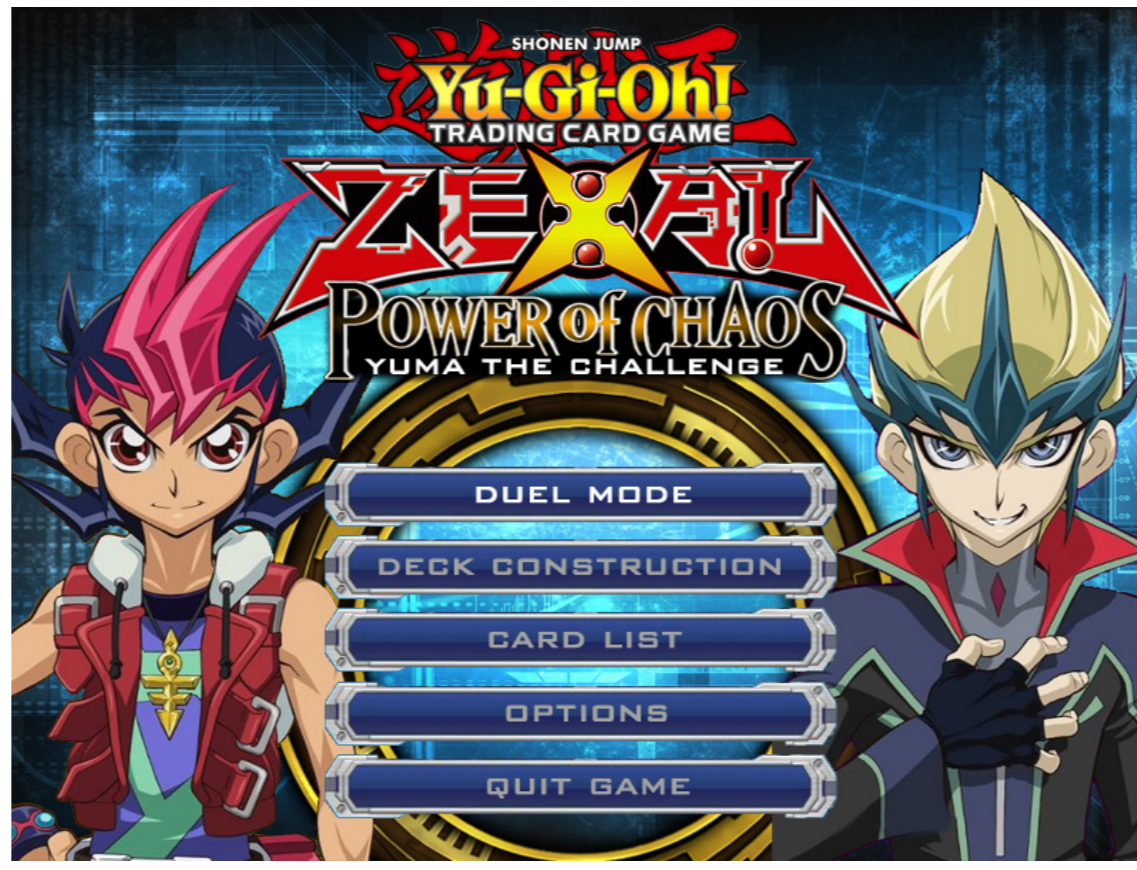 SHONEN JUMP
Yu-Gi-Oh!
TRADING CARD GAME
ZEXAL
POWER OF CHAOS
YUMA THE CHALLENGE
DUEL MODE
DECK CONSTRUCTION
CARD LIST
OPTIONS
QUIT GAME